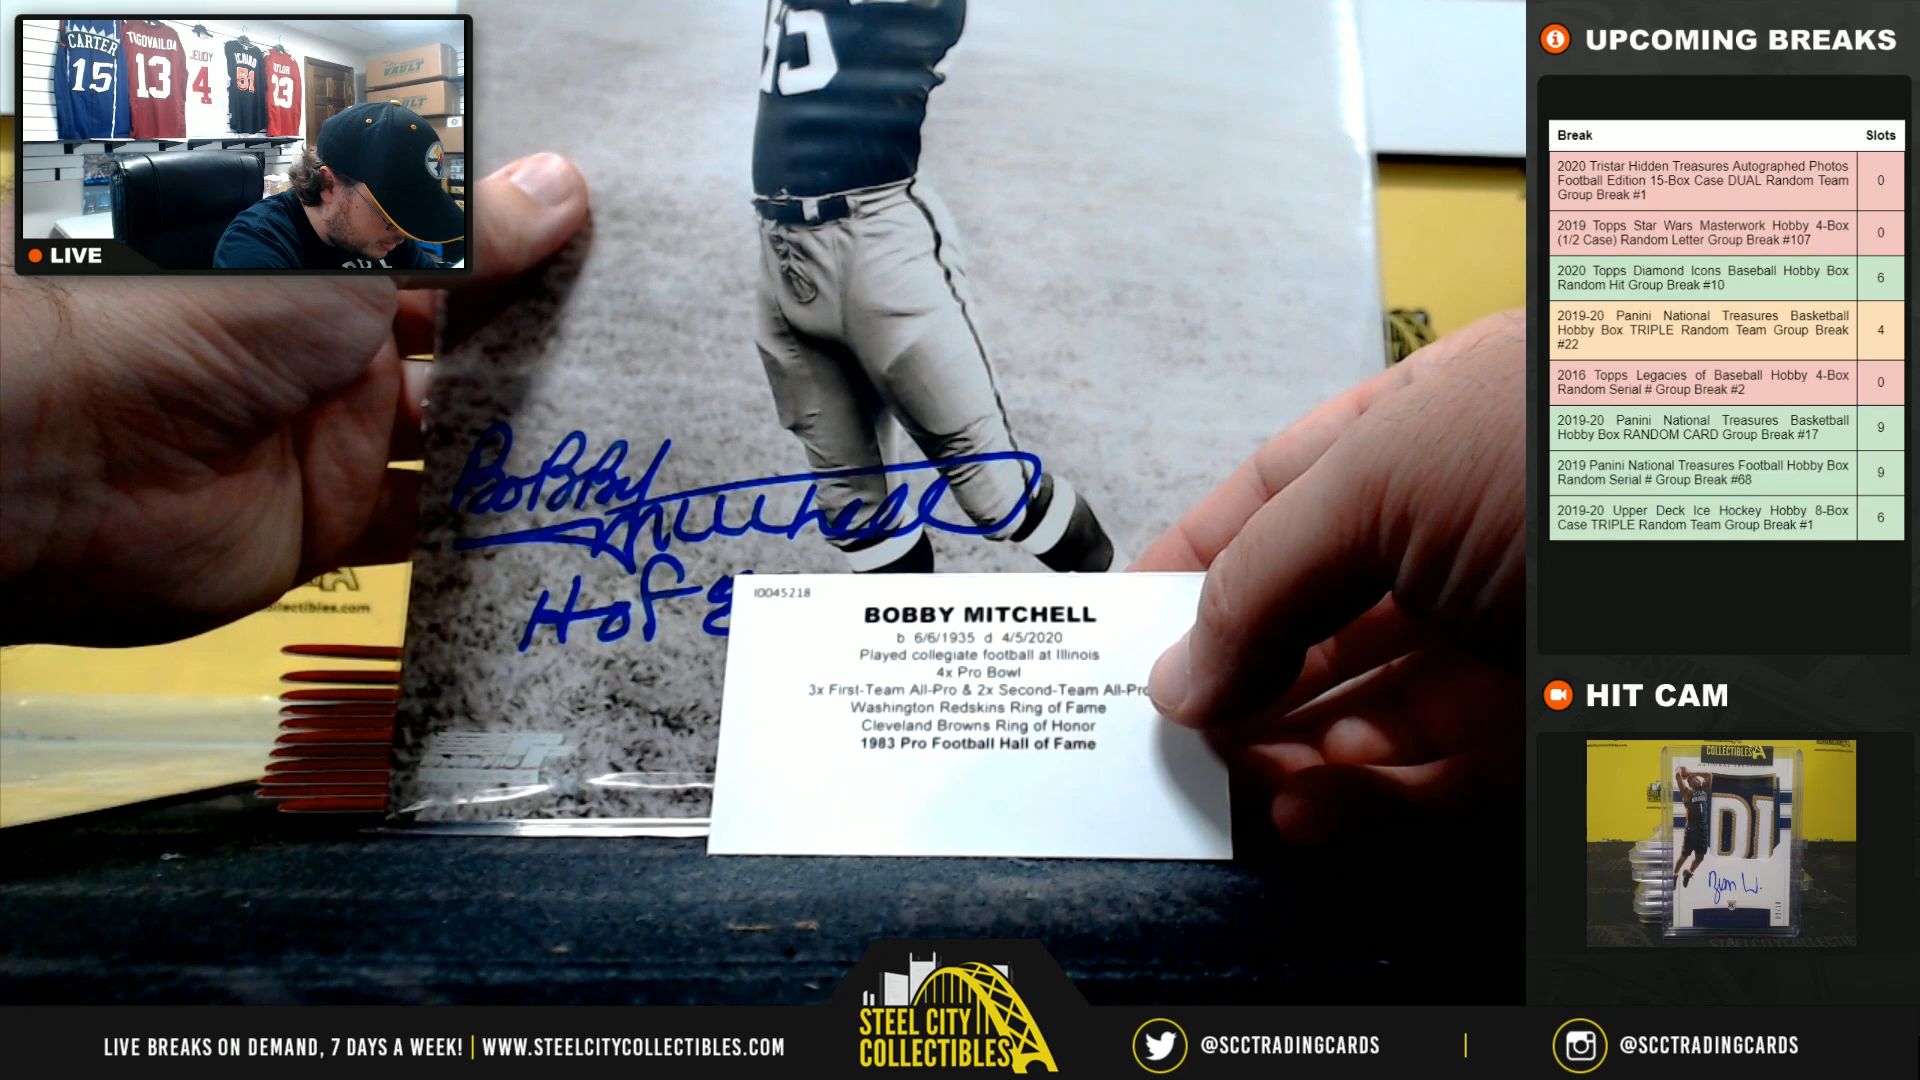 CARTER
15
13
JEUDY
4
51
23
VAULT
VAULT
LIVE
BoBBy
Mitchell
HoF 8
10045218
BOBBY MITCHELL
b 6/6/1935 d 4/5/2020
Played collegiate football at Illinois
4x Pro Bowl
3x First-Team All-Pro & 2x Second-Team All-Pro
Washington Redskins Ring of Fame
Cleveland Browns Ring of Honor
1983 Pro Football Hall of Fame
UPCOMING BREAKS
Break Slots
2020 Tristar Hidden Treasures Autographed Photos
Football Edition 15-Box Case DUAL Random Team
Group Break #1
0
2019 Topps Star Wars Masterwork Hobby 4-Box
(1/2 Case) Random Letter Group Break #107
0
2020 Topps Diamond Icons Baseball Hobby Box
Random Hit Group Break #10
6
2019-20 Panini National Treasures Basketball
Hobby Box TRIPLE Random Team Group Break
#22
4
2016 Topps Legacies of Baseball Hobby 4-Box
Random Serial # Group Break #2
0
2019-20 Panini National Treasures Basketball
Hobby Box RANDOM CARD Group Break #17
9
2019 Panini National Treasures Football Hobby Box
Random Serial # Group Break #68
9
2019-20 Upper Deck Ice Hockey Hobby 8-Box
Case TRIPLE Random Team Group Break #1
6
HIT CAM
COLLECTIBLES
LIVE BREAKS ON DEMAND, 7 DAYS A WEEK! | WWW.STEELCITYCOLLECTIBLES.COM
STEEL CITY
COLLECTIBLES
@SCCTRADINGCARDS
@SCCTRADINGCARDS